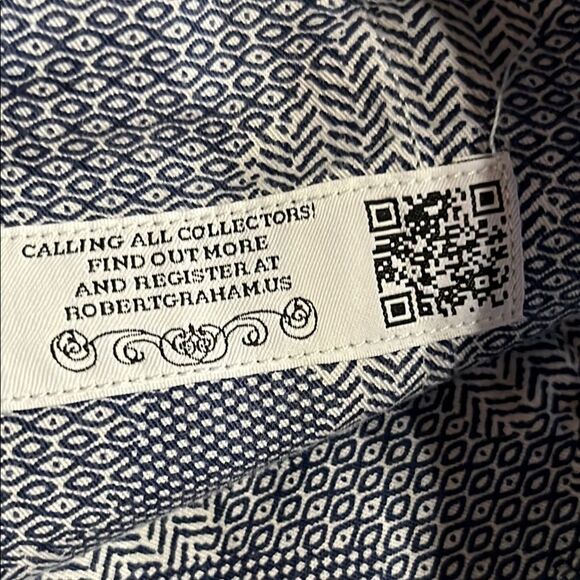 CALLING ALL COLLECTORS!
FIND OUT MORE
AND REGISTER AT
ROBERTGRAHAM.US